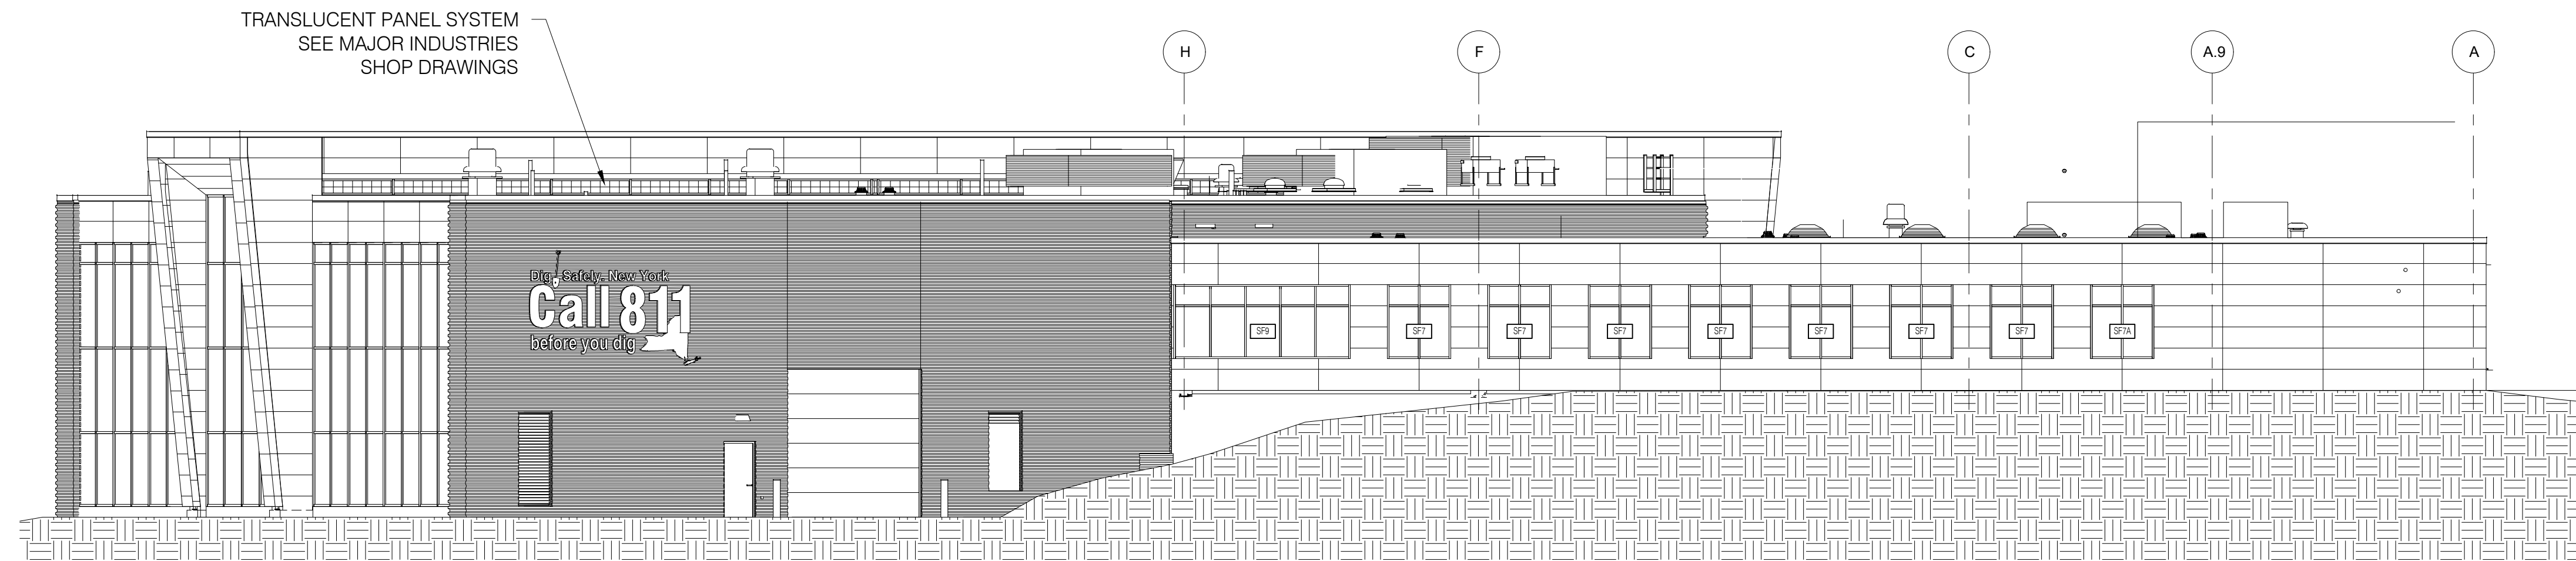 TRANSLUCENT PANEL SYSTEM
SEE MAJOR INDUSTRIES
SHOP DRAWINGS
H
F
C
A.9
A
Dig Safely. New York
Call 811
before you dig
SF9
SF7
SF7
SF7
SF7
SF7
SF7
SF7
SF7A